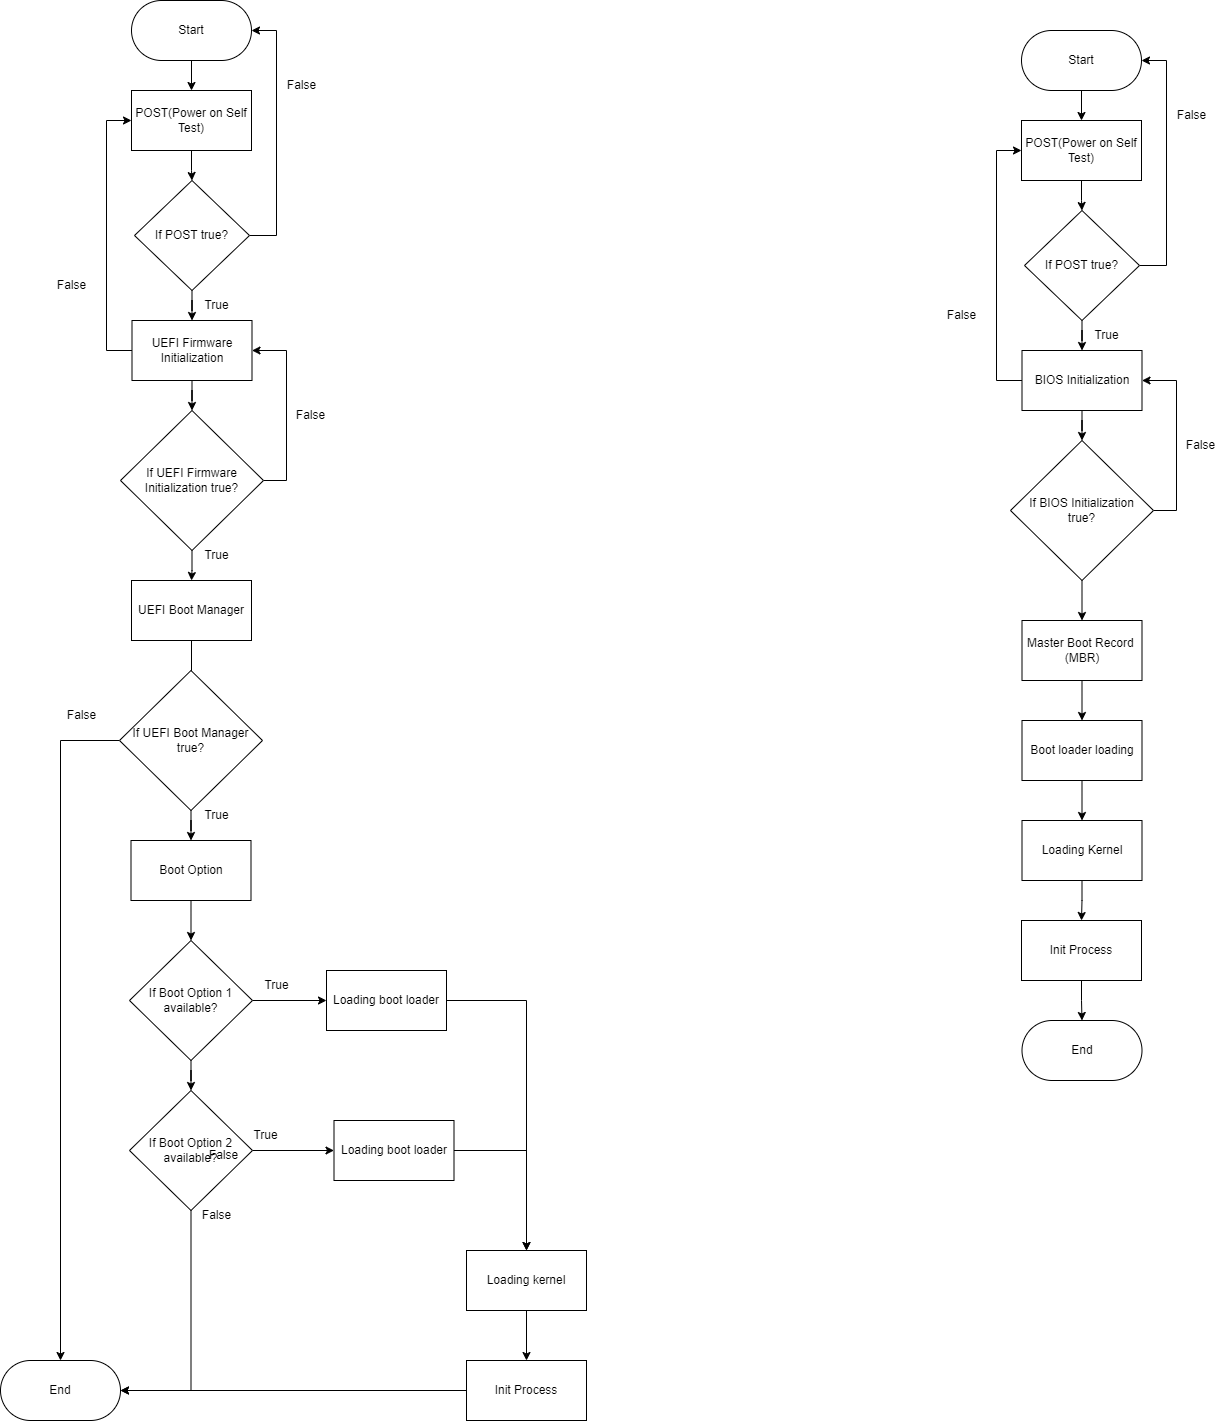 Start
False
POST(Power on Self
Test)
If POST true?
False
True
UEFI Firmware
Initialization
False
If UEFI Firmware
Initialization true?
True
UEFI Boot Manager
False
If UEFI Boot Manager
true?
True
Boot Option
If Boot Option 1
available?
True
Loading boot loader
If Boot Option 2
available?
False
True
Loading boot loader
False
Loading kernel
Init Process
End
Start
False
POST(Power on Self
Test)
If POST true?
False
True
BIOS Initialization
False
If BIOS Initialization
true?
Master Boot Record
(MBR)
Boot loader loading
Loading Kernel
Init Process
End